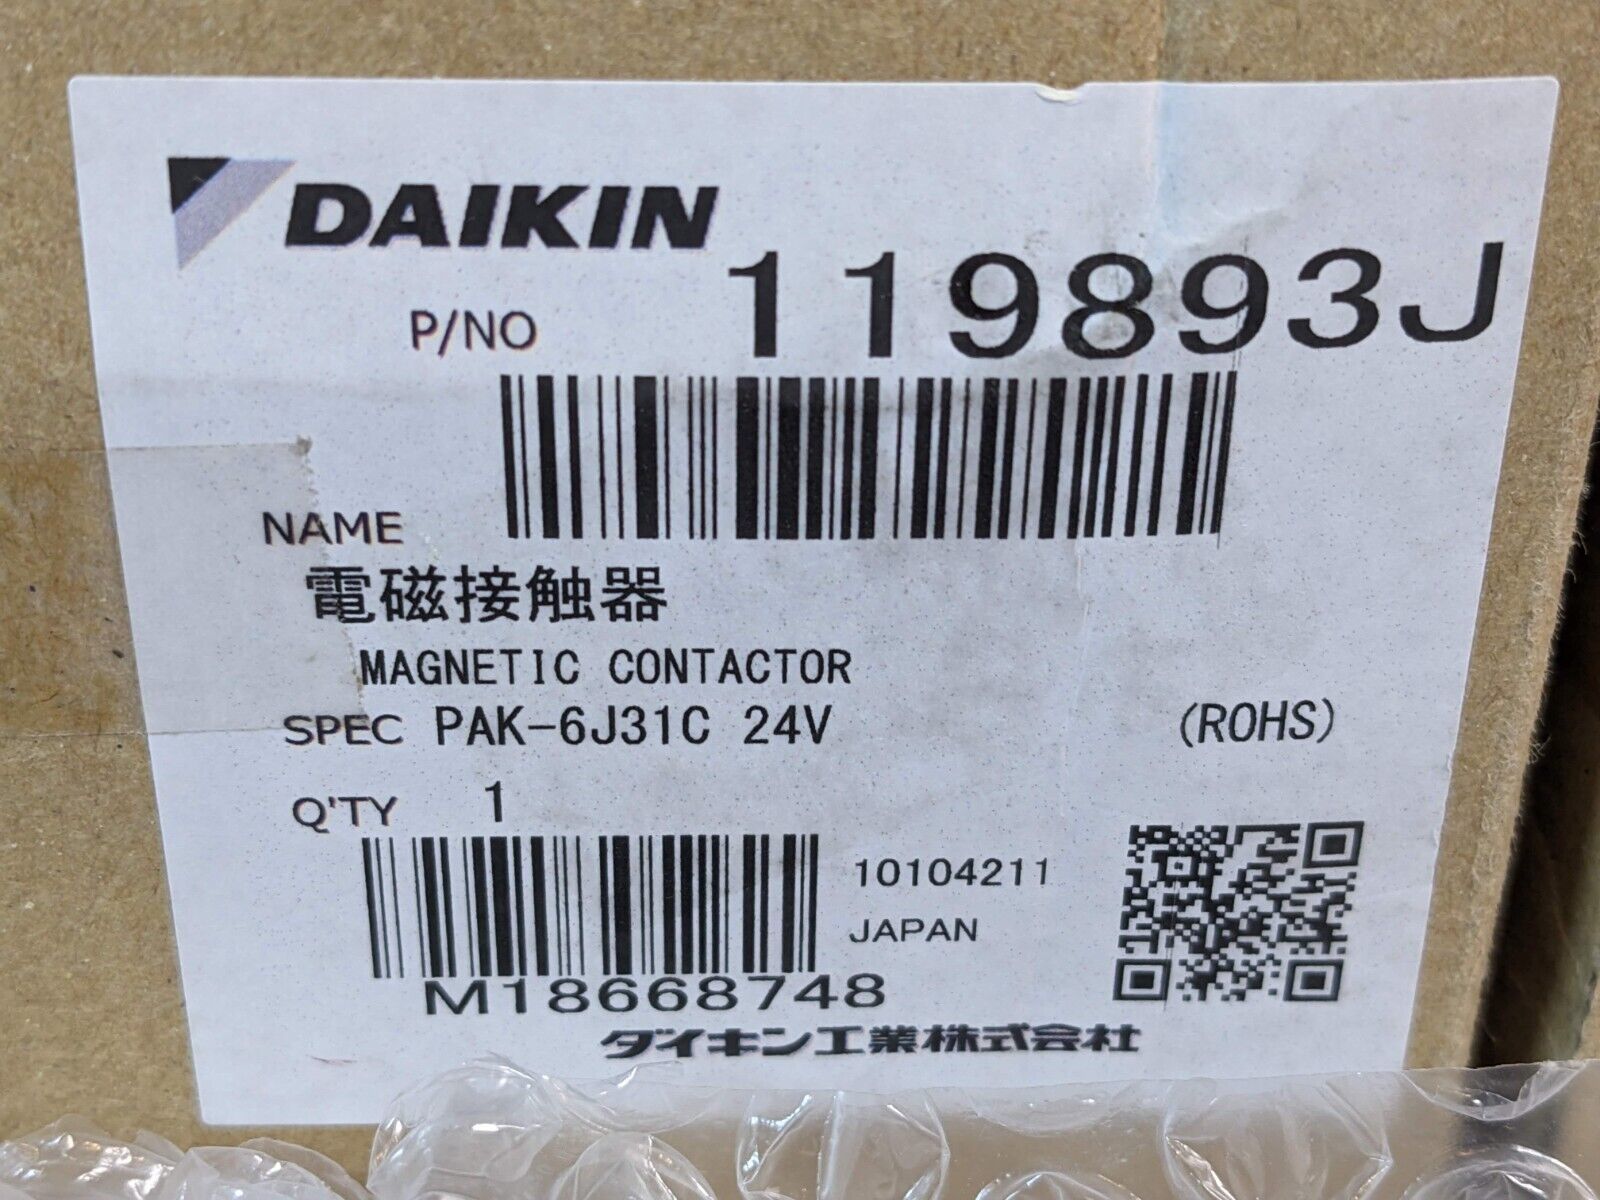 DAIKIN
P/NO 119893J
NAME
電磁接触器
MAGNETIC CONTACTOR
SPEC PAK-6J31C 24V (ROHS)
Q'TY 1
10104211
JAPAN
M18668748
ダイキン工業株式会社